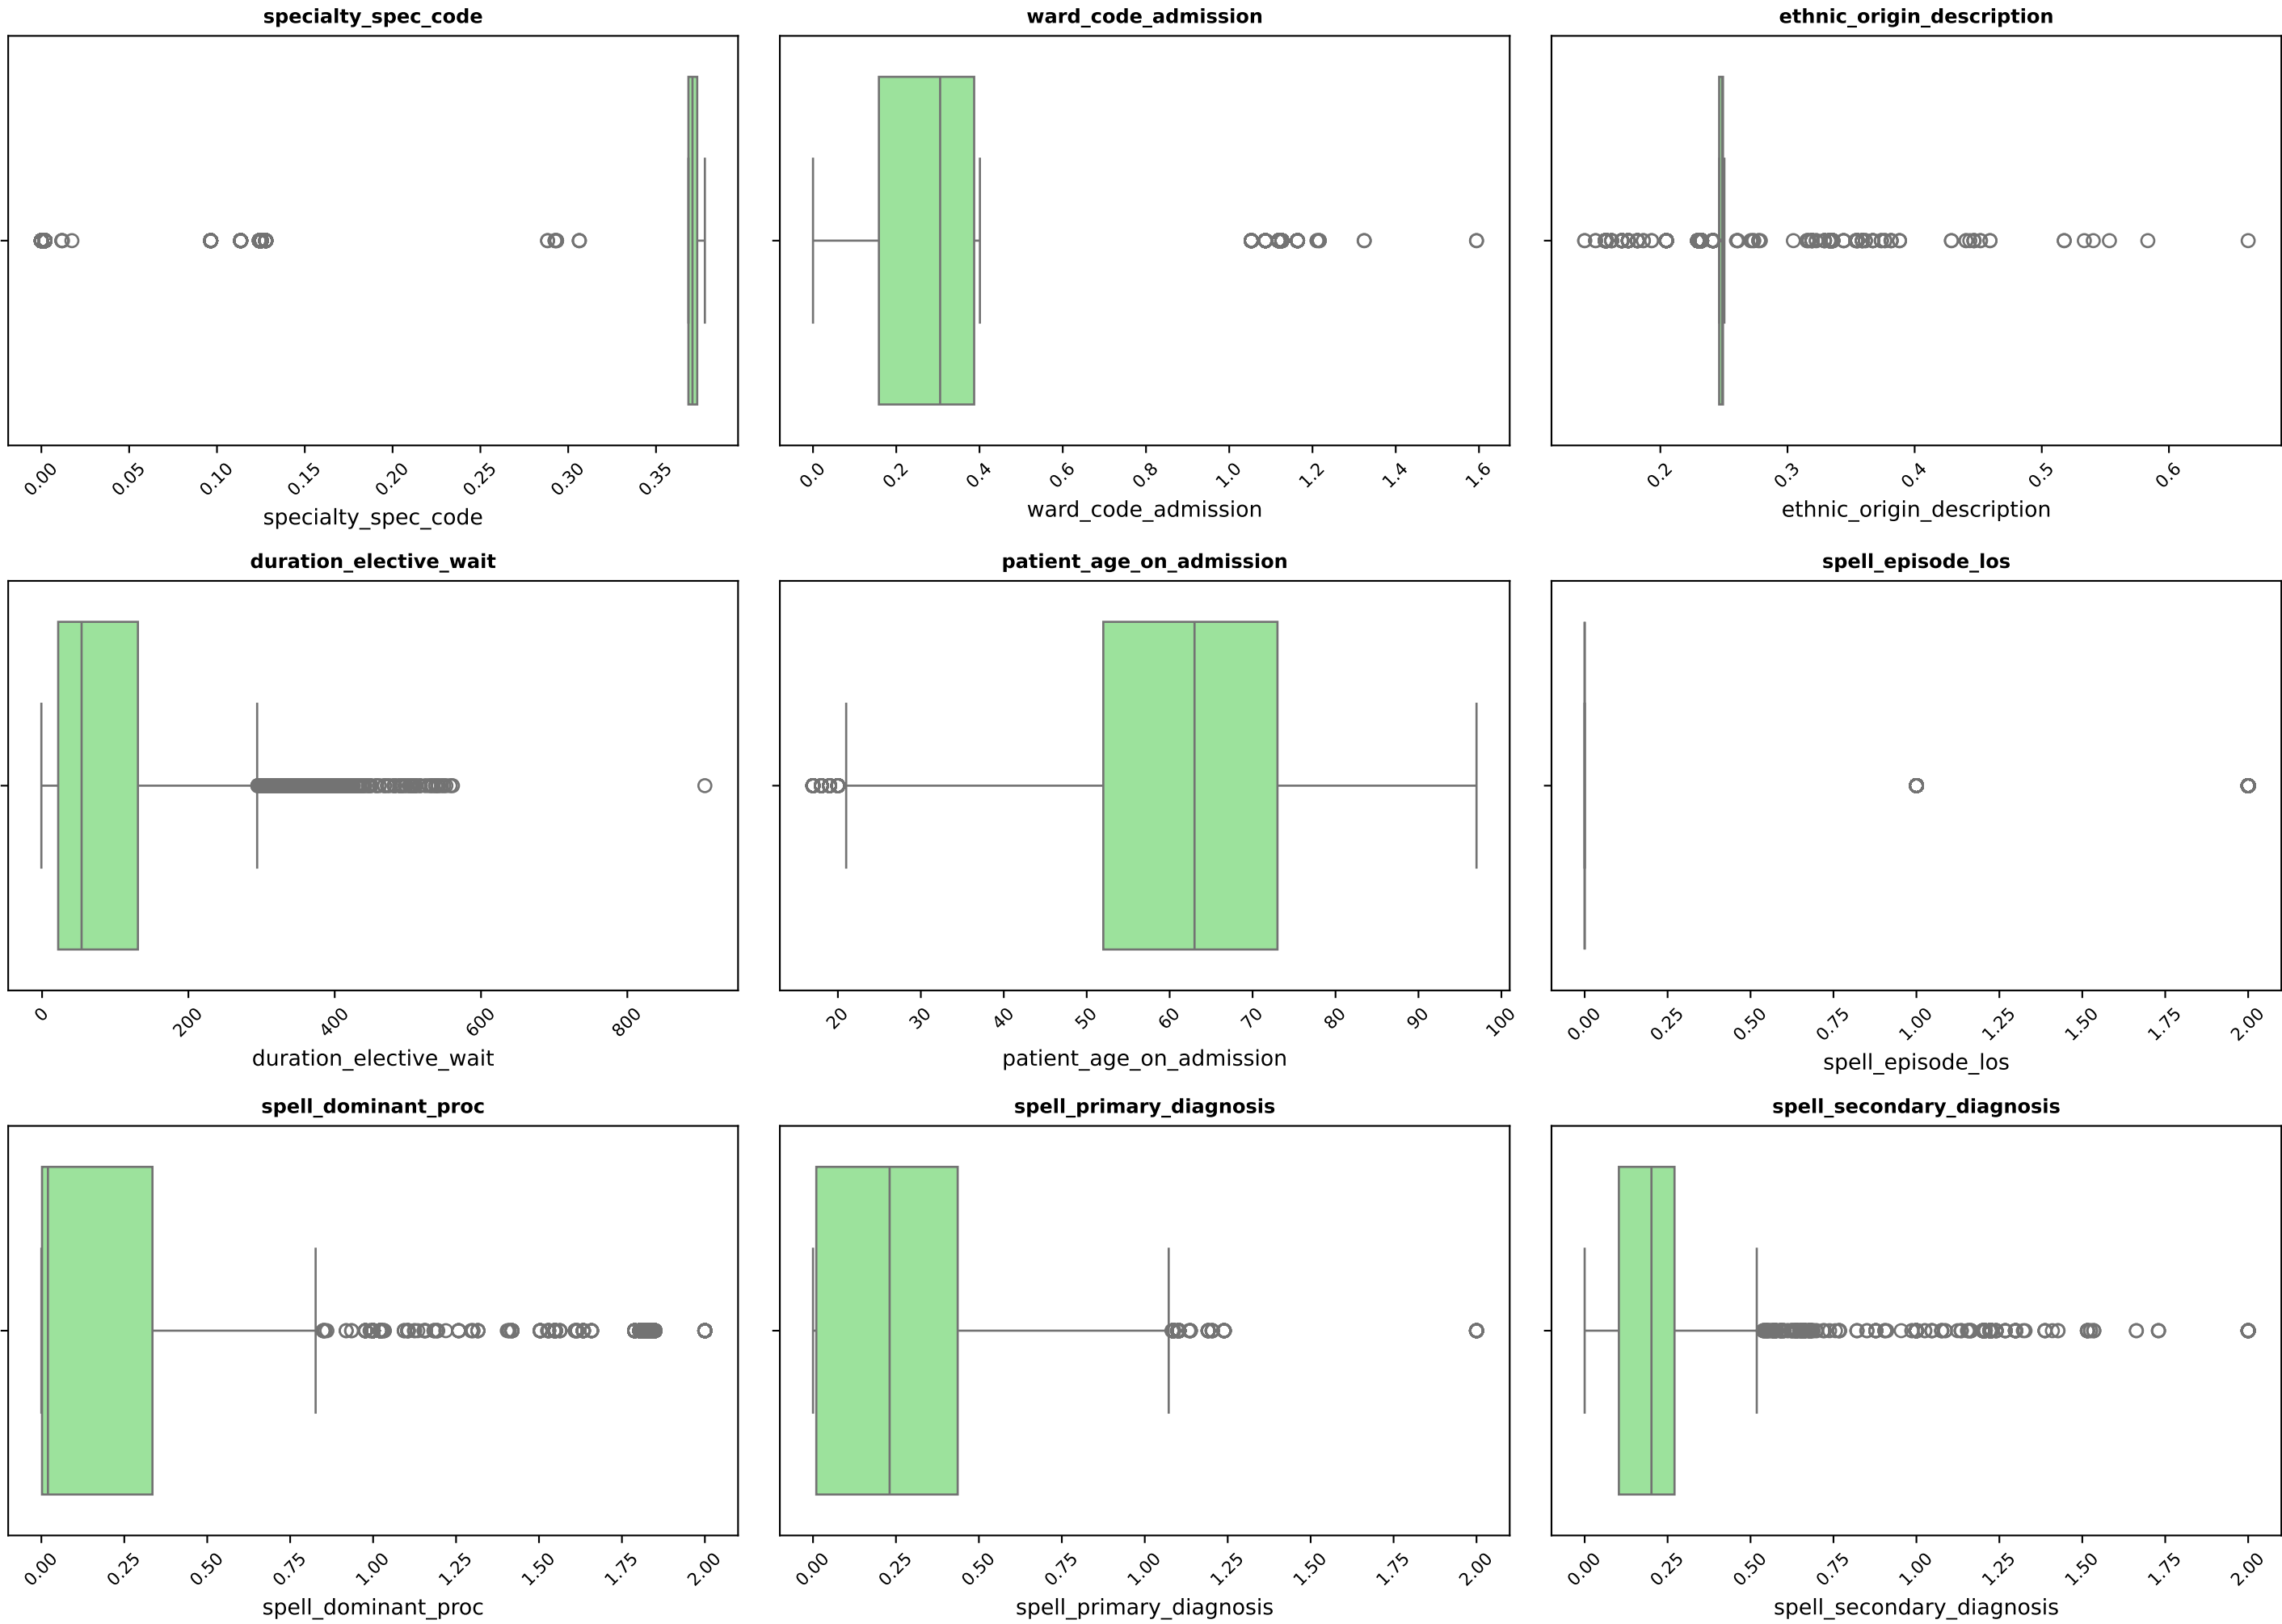 specialty_spec_code
ward_code_admission
ethnic_origin_description
0.00 0.05 0.10 0.15 0.20 0.25 0.30 0.35
0.0 0.2 0.4 0.6 0.8 1.0 1.2 1.4 1.6
0.2 0.3 0.4 0.5 0.6
specialty_spec_code
ward_code_admission
ethnic_origin_description
duration_elective_wait
patient_age_on_admission
spell_episode_los
0 200 400 600 800
20 30 40 50 60 70 80 90 100
0.00 0.25 0.50 0.75 1.00 1.25 1.50 1.75 2.00
duration_elective_wait
patient_age_on_admission
spell_episode_los
spell_dominant_proc
spell_primary_diagnosis
spell_secondary_diagnosis
0.00 0.25 0.50 0.75 1.00 1.25 1.50 1.75 2.00
0.00 0.25 0.50 0.75 1.00 1.25 1.50 1.75 2.00
0.00 0.25 0.50 0.75 1.00 1.25 1.50 1.75 2.00
spell_dominant_proc
spell_primary_diagnosis
spell_secondary_diagnosis